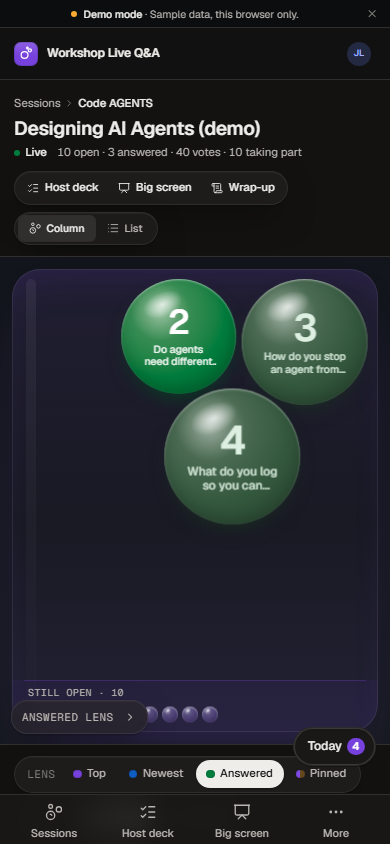 Demo mode · Sample data, this browser only.
Workshop Live Q&A
JL
Sessions > Code AGENTS
Designing AI Agents (demo)
Live 10 open · 3 answered · 40 votes · 10 taking part
Host deck Big screen Wrap-up
Column List
2
Do agents
need different..
3
How do you stop
an agent from...
4
What do you log
so you can...
STILL OPEN · 10
ANSWERED LENS
Today 4
LENS Top Newest Answered Pinned
Sessions Host deck Big screen More